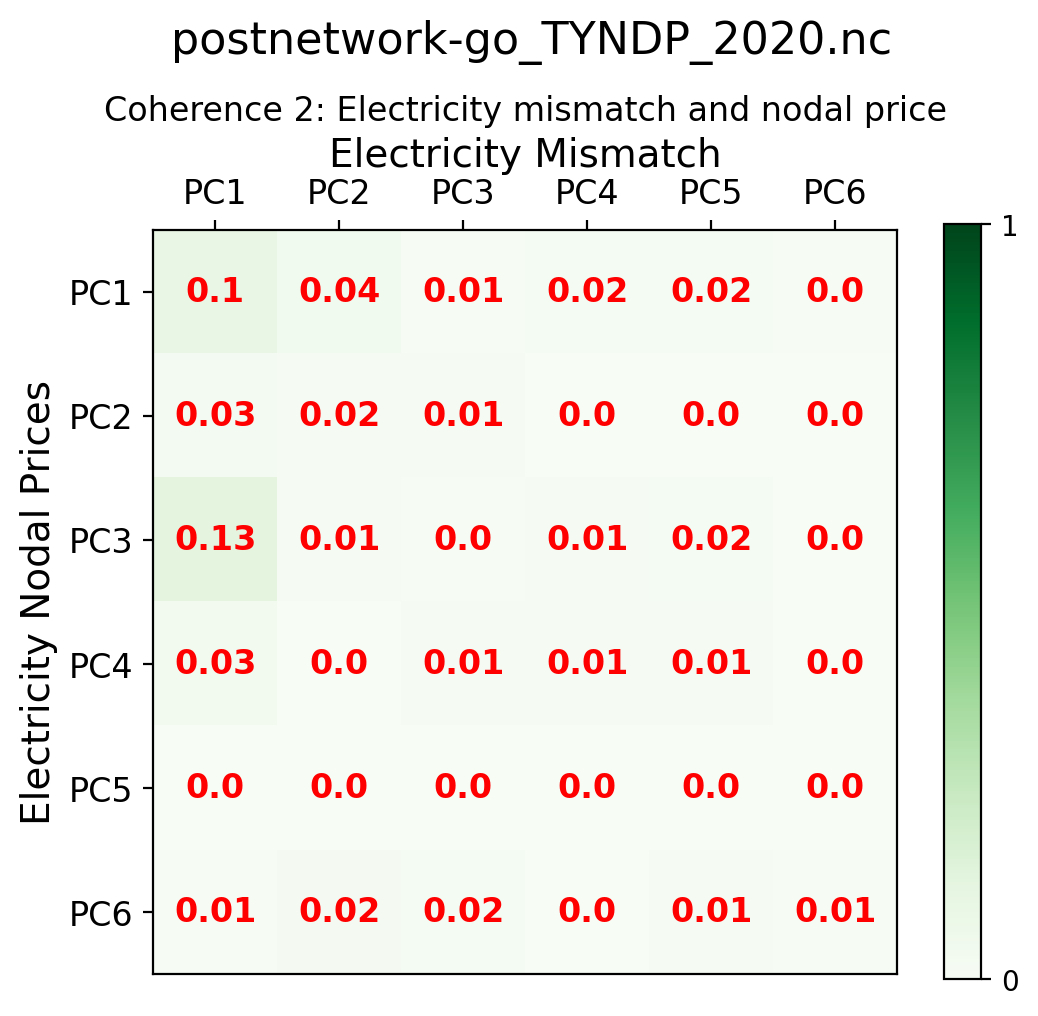 postnetwork-go_TYNDP_2020.nc
Coherence 2: Electricity mismatch and nodal price
Electricity Mismatch
PC1 PC2 PC3 PC4 PC5 PC6
Electricity Nodal Prices
PC1 0.1 0.04 0.01 0.02 0.02 0.0
PC2 0.03 0.02 0.01 0.0 0.0 0.0
PC3 0.13 0.01 0.0 0.01 0.02 0.0
PC4 0.03 0.0 0.01 0.01 0.01 0.0
PC5 0.0 0.0 0.0 0.0 0.0 0.0
PC6 0.01 0.02 0.02 0.0 0.01 0.01
1
0